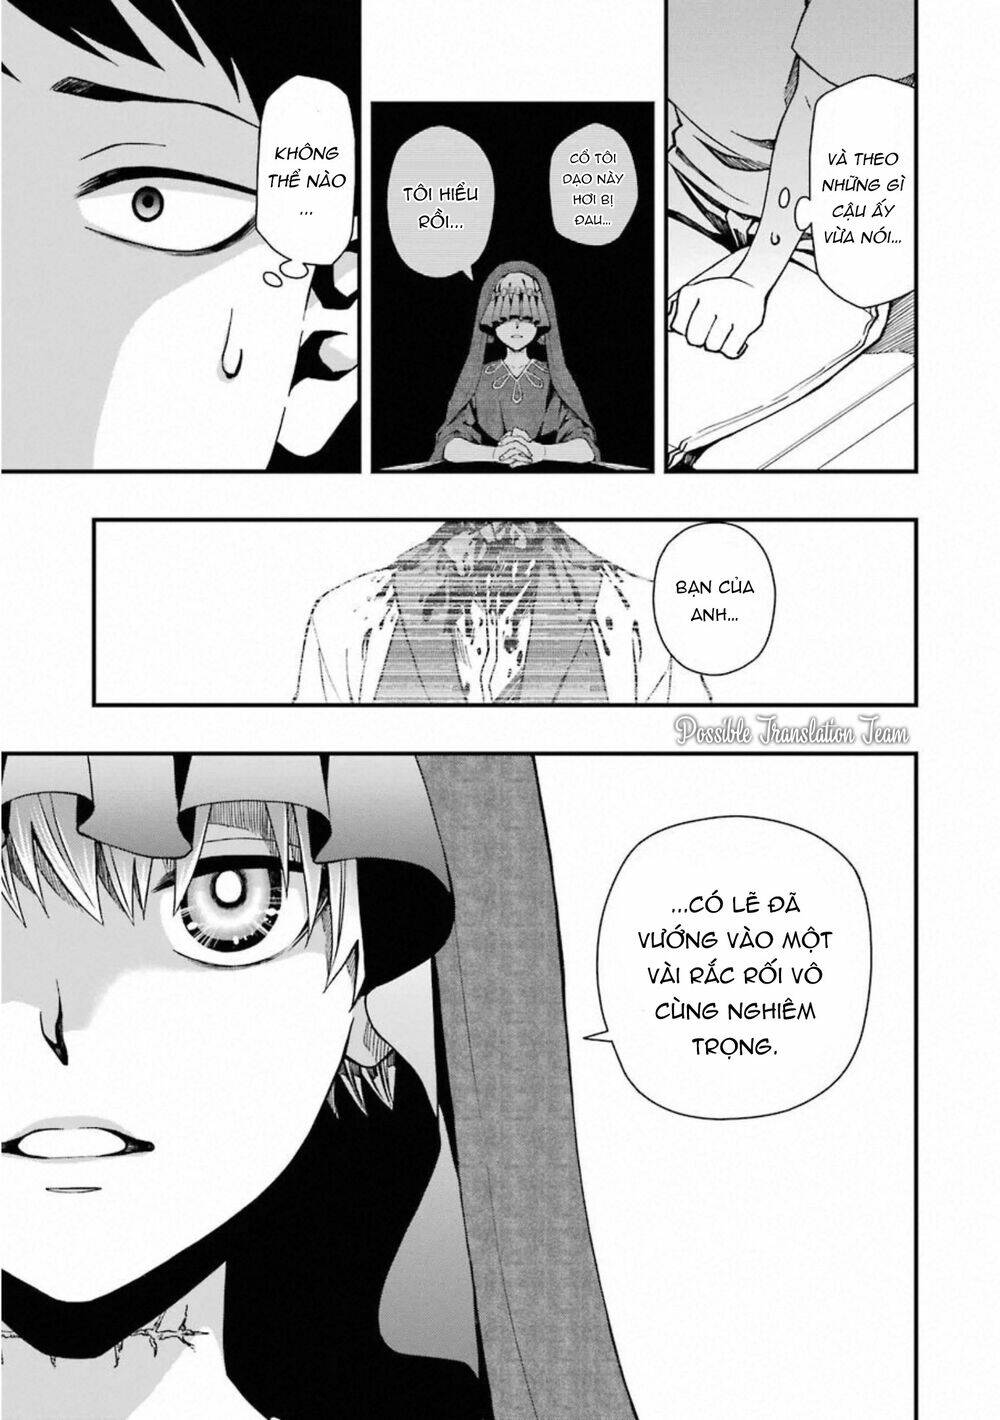 VÀ THEO
NHỮNG GÌ
CẬU ẤY
VỪA NÓI...
CỔ TÔI
DẠO NÀY
HƠI BỊ
ĐAU...
TÔI HIỂU
RỒI...
KHÔNG
THỂ NÀO
...
BẠN CỦA
ANH...
Possible Translation Team
...CÓ LẼ ĐÃ
VƯỚNG VÀO MỘT
VÀI RẮC RỐI VÔ
CÙNG NGHIÊM
TRỌNG.